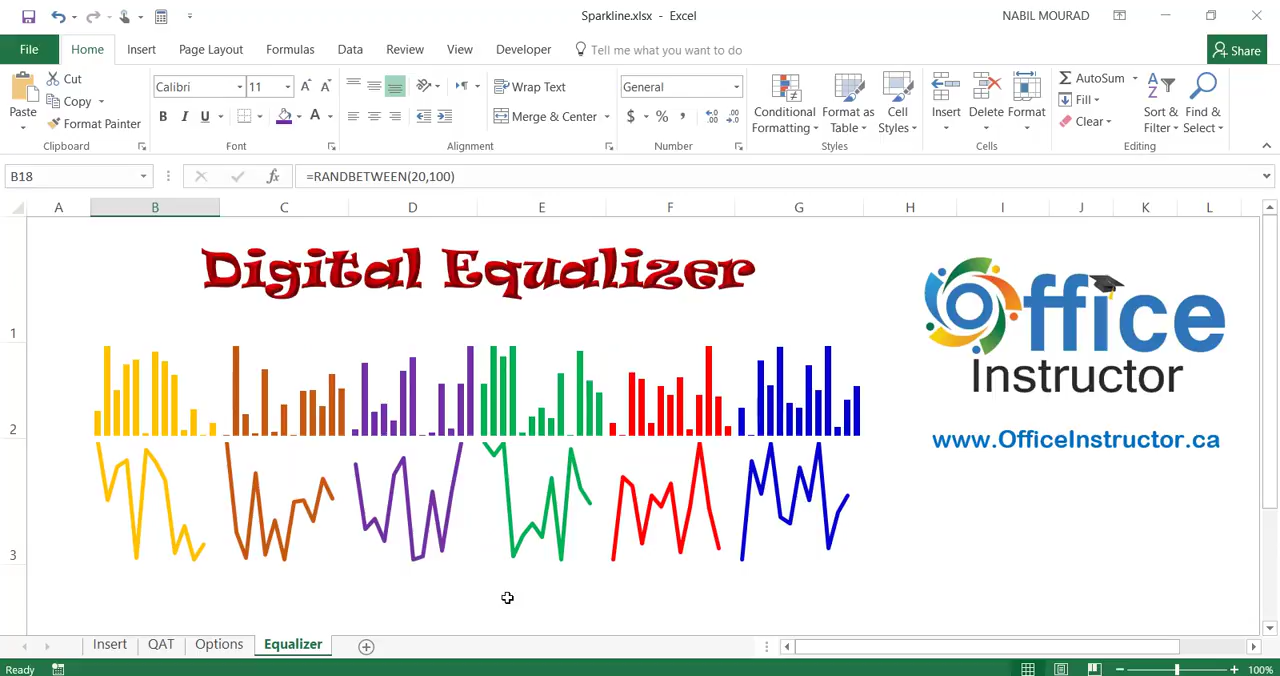 Sparkline.xlsx - Excel
NABIL MOURAD
File Home Insert Page Layout Formulas Data Review View Developer Tell me what you want to do Share
Paste
Cut
Copy
Format Painter
Clipboard
Calibri 11
B I U
Font
Wrap Text
Merge & Center
Alignment
General
$ % ,
Number
Conditional Formatting
Format as Table
Cell Styles
Styles
Insert Delete Format
Cells
AutoSum
Fill
Clear
Sort & Filter
Find & Select
Editing
B18 fx =RANDBETWEEN(20,100)
A B C D E F G H I J K L
1
2
3
Digital Equalizer
Office
Instructor
www.OfficeInstructor.ca
Insert QAT Options Equalizer
Ready 100%